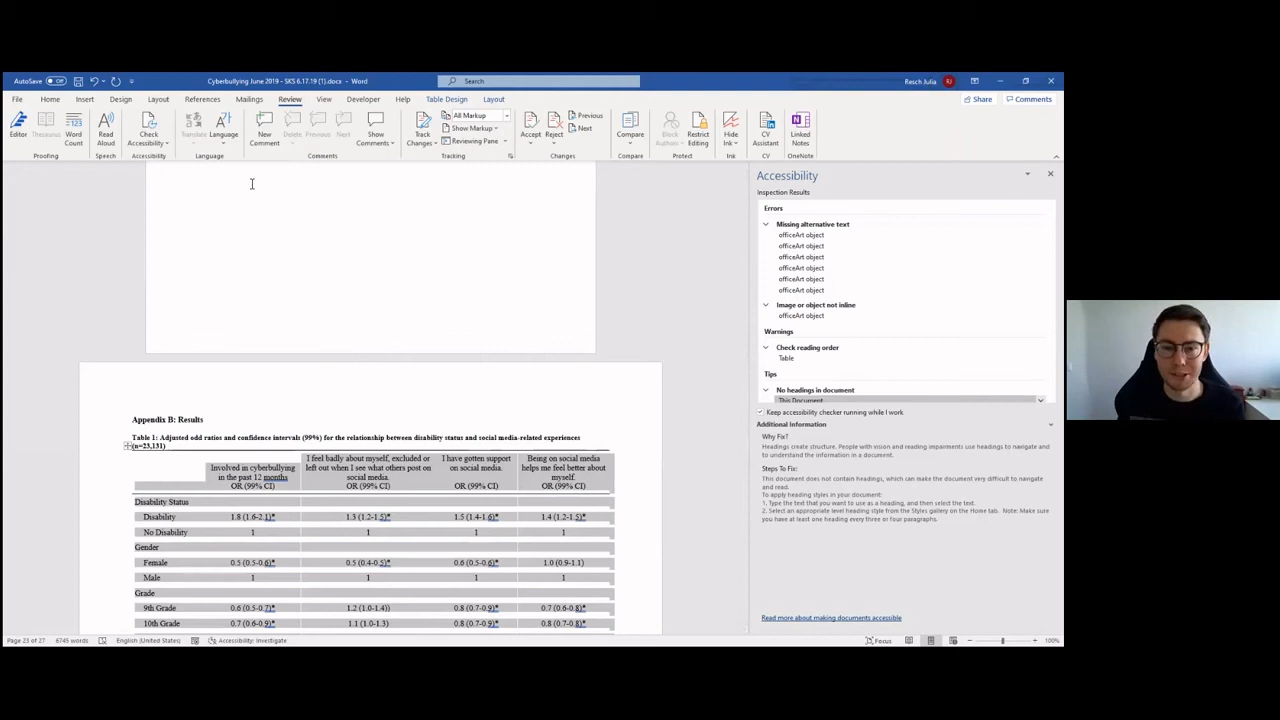 AutoSave Off Cyberbullying June 2019 - SKS 6.17.19 (1).docx • Word Search Resch Julia RJ
File Home Insert Design Layout References Mailings Review View Developer Help Table Design Layout Share Comments
Editor Thesaurus Word Count Read Aloud Check Accessibility Translate Language New Comment Delete Previous Next Show Comments Track Changes All Markup Show Markup Reviewing Pane Accept Reject Previous Next Compare Block Authors Restrict Editing Hide Ink CV Assistant Linked Notes
Proofing Speech Accessibility Language Comments Tracking Changes Compare Protect Ink CV OneNote
Appendix B: Results
Table 1: Adjusted odd ratios and confidence intervals (99%) for the relationship between disability status and social media-related experiences
(n=23,131)
Involved in cyberbullying in the past 12 months OR (99% CI) I feel badly about myself, excluded or left out when I see what others post on social media. OR (99% CI) I have gotten support on social media. OR (99% CI) Being on social media helps me feel better about myself. OR (99% CI)
Disability Status
Disability 1.8 (1.6-2.1)* 1.3 (1.2-1.5)* 1.5 (1.4-1.6)* 1.4 (1.2-1.5)*
No Disability 1 1 1 1
Gender
Female 0.5 (0.5-0.6)* 0.5 (0.4-0.5)* 0.6 (0.5-0.6)* 1.0 (0.9-1.1)
Male 1 1 1 1
Grade
9th Grade 0.6 (0.5-0.7)* 1.2 (1.0-1.4)) 0.8 (0.7-0.9)* 0.7 (0.6-0.8)*
10th Grade 0.7 (0.6-0.9)* 1.1 (1.0-1.3) 0.8 (0.7-0.9)* 0.8 (0.7-0.8)*
Accessibility
Inspection Results
Errors
Missing alternative text
officeArt object
officeArt object
officeArt object
officeArt object
officeArt object
officeArt object
Image or object not inline
officeArt object
Warnings
Check reading order
Table
Tips
No headings in document
This Document
Keep accessibility checker running while I work
Additional Information
Why Fix?
Headings create structure. People with vision and reading impairments use headings to navigate and
to understand the information in a document.
Steps To Fix:
This document does not contain headings, which can make the document very difficult to navigate
and read.
To apply heading styles in your document:
1. Type the text that you want to use as a heading, and then select the text.
2. Select an appropriate level heading style from the Styles gallery on the Home tab. Note: Make sure
you have at least one heading every three or four paragraphs.
Read more about making documents accessible
Page 23 of 27 6745 words English (United States) Accessibility: Investigate Focus 100%